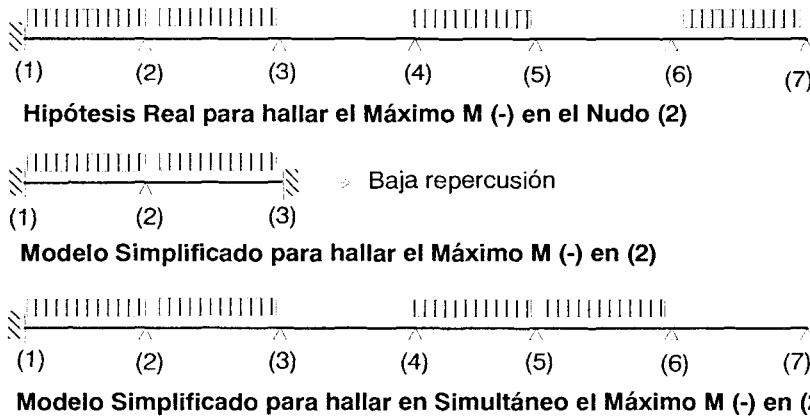 (1) (2) (3) (4) (5) (6) (7)
Hipótesis Real para hallar el Máximo M (-) en el Nudo (2)
Baja repercusión
(1) (2) (3)
Modelo Simplificado para hallar el Máximo M (-) en (2)
(1) (2) (3) (4) (5) (6) (7)
Modelo Simplificado para hallar en Simultáneo el Máximo M (-) en